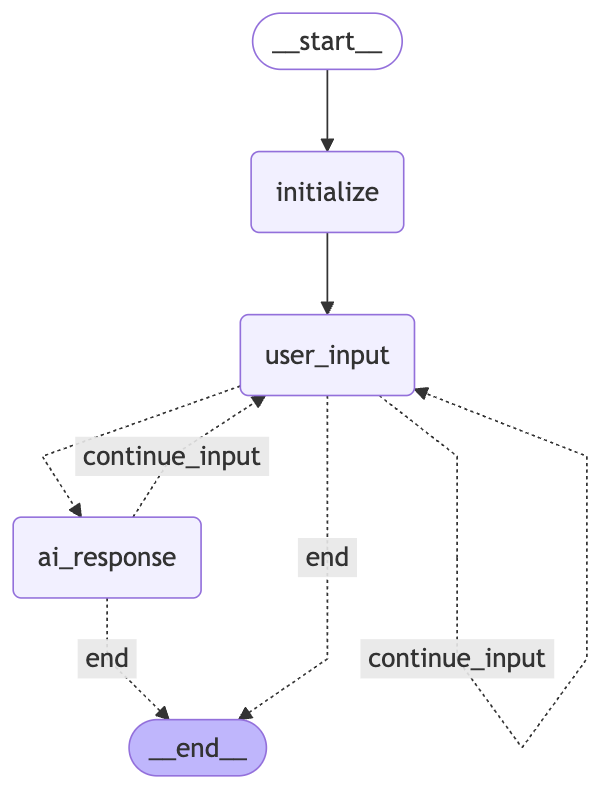 __start__
initialize
user_input
continue_input
ai_response
end
end
continue_input
__end__